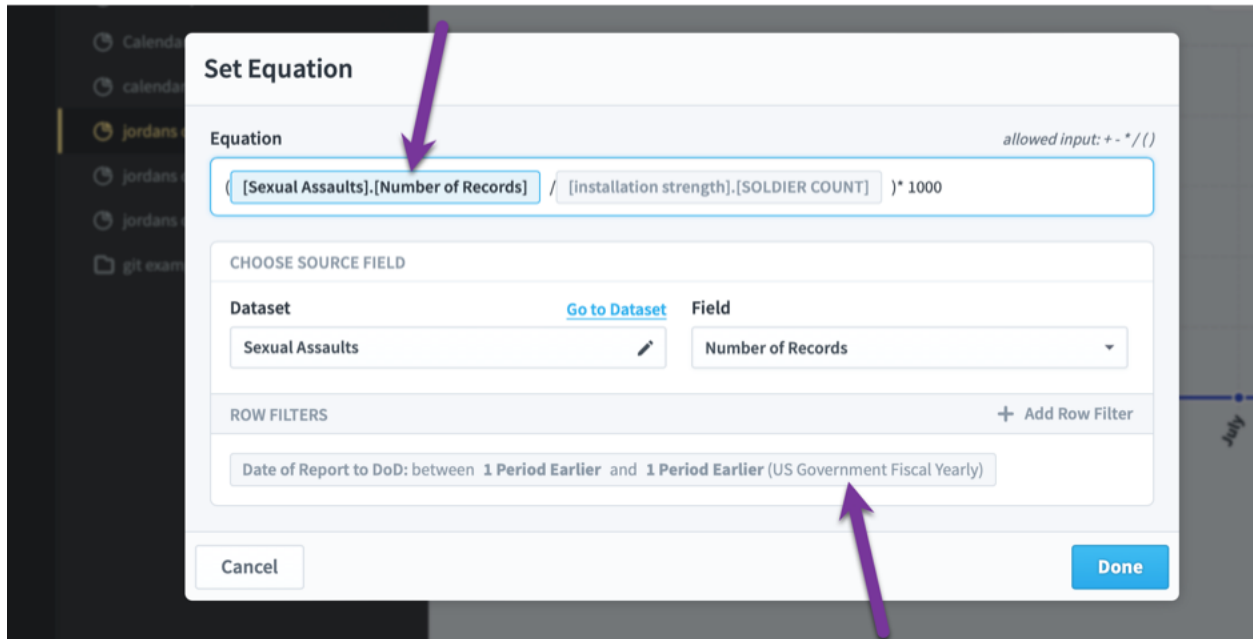 Calenda
Set Equation
calendar
jordans
Equation
allowed input: + - * / ( )
jordans
( [Sexual Assaults].[Number of Records] / [installation strength].[SOLDIER COUNT] )* 1000
jordans
git exam
CHOOSE SOURCE FIELD
Dataset Go to Dataset Field
Sexual Assaults Number of Records
ROW FILTERS + Add Row Filter
July
Date of Report to DoD: between 1 Period Earlier and 1 Period Earlier (US Government Fiscal Yearly)
Cancel Done